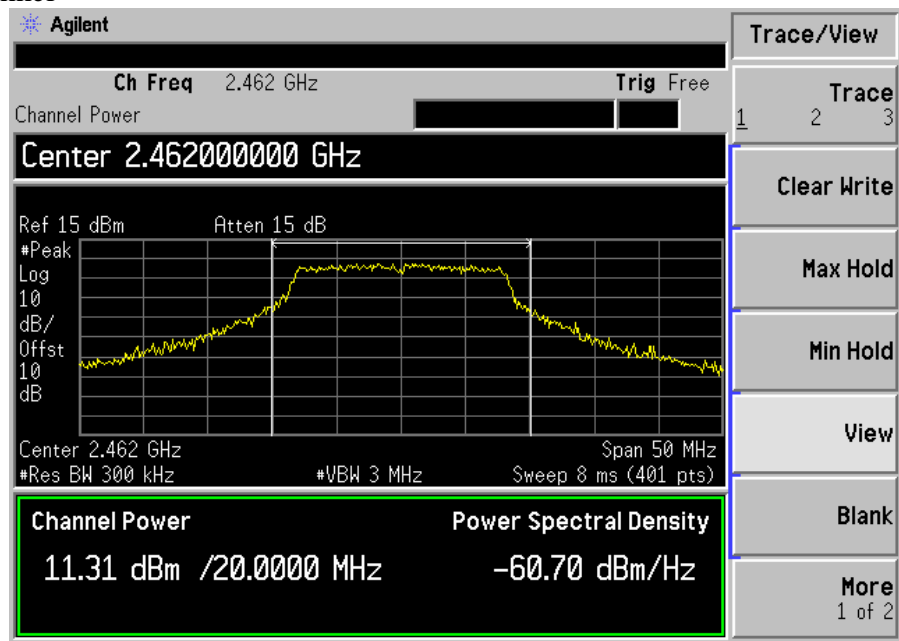 Agilent
Trace/View
Ch Freq 2.462 GHz Trig Free
Channel Power
Trace
1 2 3
Center 2.462000000 GHz
Clear Write
Ref 15 dBm Atten 15 dB
#Peak
Log
10
dB/
Offst
10
dB
Max Hold
Min Hold
View
Center 2.462 GHz Span 50 MHz
#Res BW 300 kHz #VBW 3 MHz Sweep 8 ms (401 pts)
Channel Power Power Spectral Density
11.31 dBm /20.0000 MHz -60.70 dBm/Hz
Blank
More
1 of 2